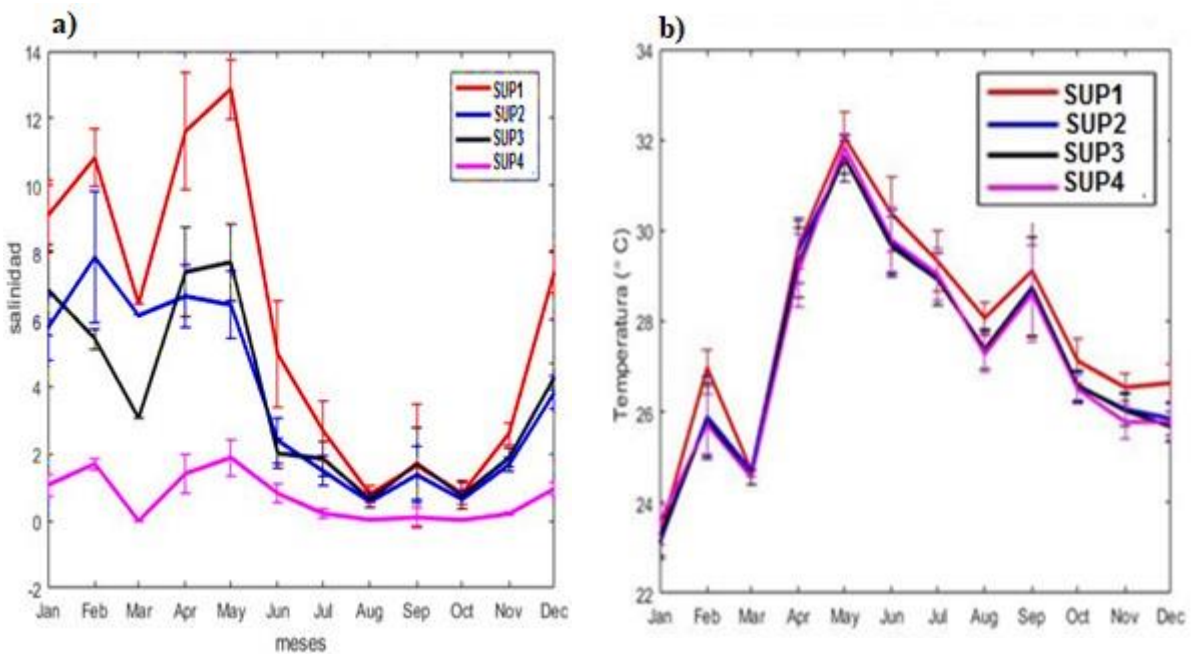 a)
14
12
10
8
6
4
2
0
-2
salinidad
SUP1
SUP2
SUP3
SUP4
Jan Feb Mar Apr May Jun Jul Aug Sep Oct Nov Dec
meses
b)
34
32
30
28
26
24
22
Temperatura (° C)
SUP1
SUP2
SUP3
SUP4
Jan Feb Mar Apr May Jun Jul Aug Sep Oct Nov Dec